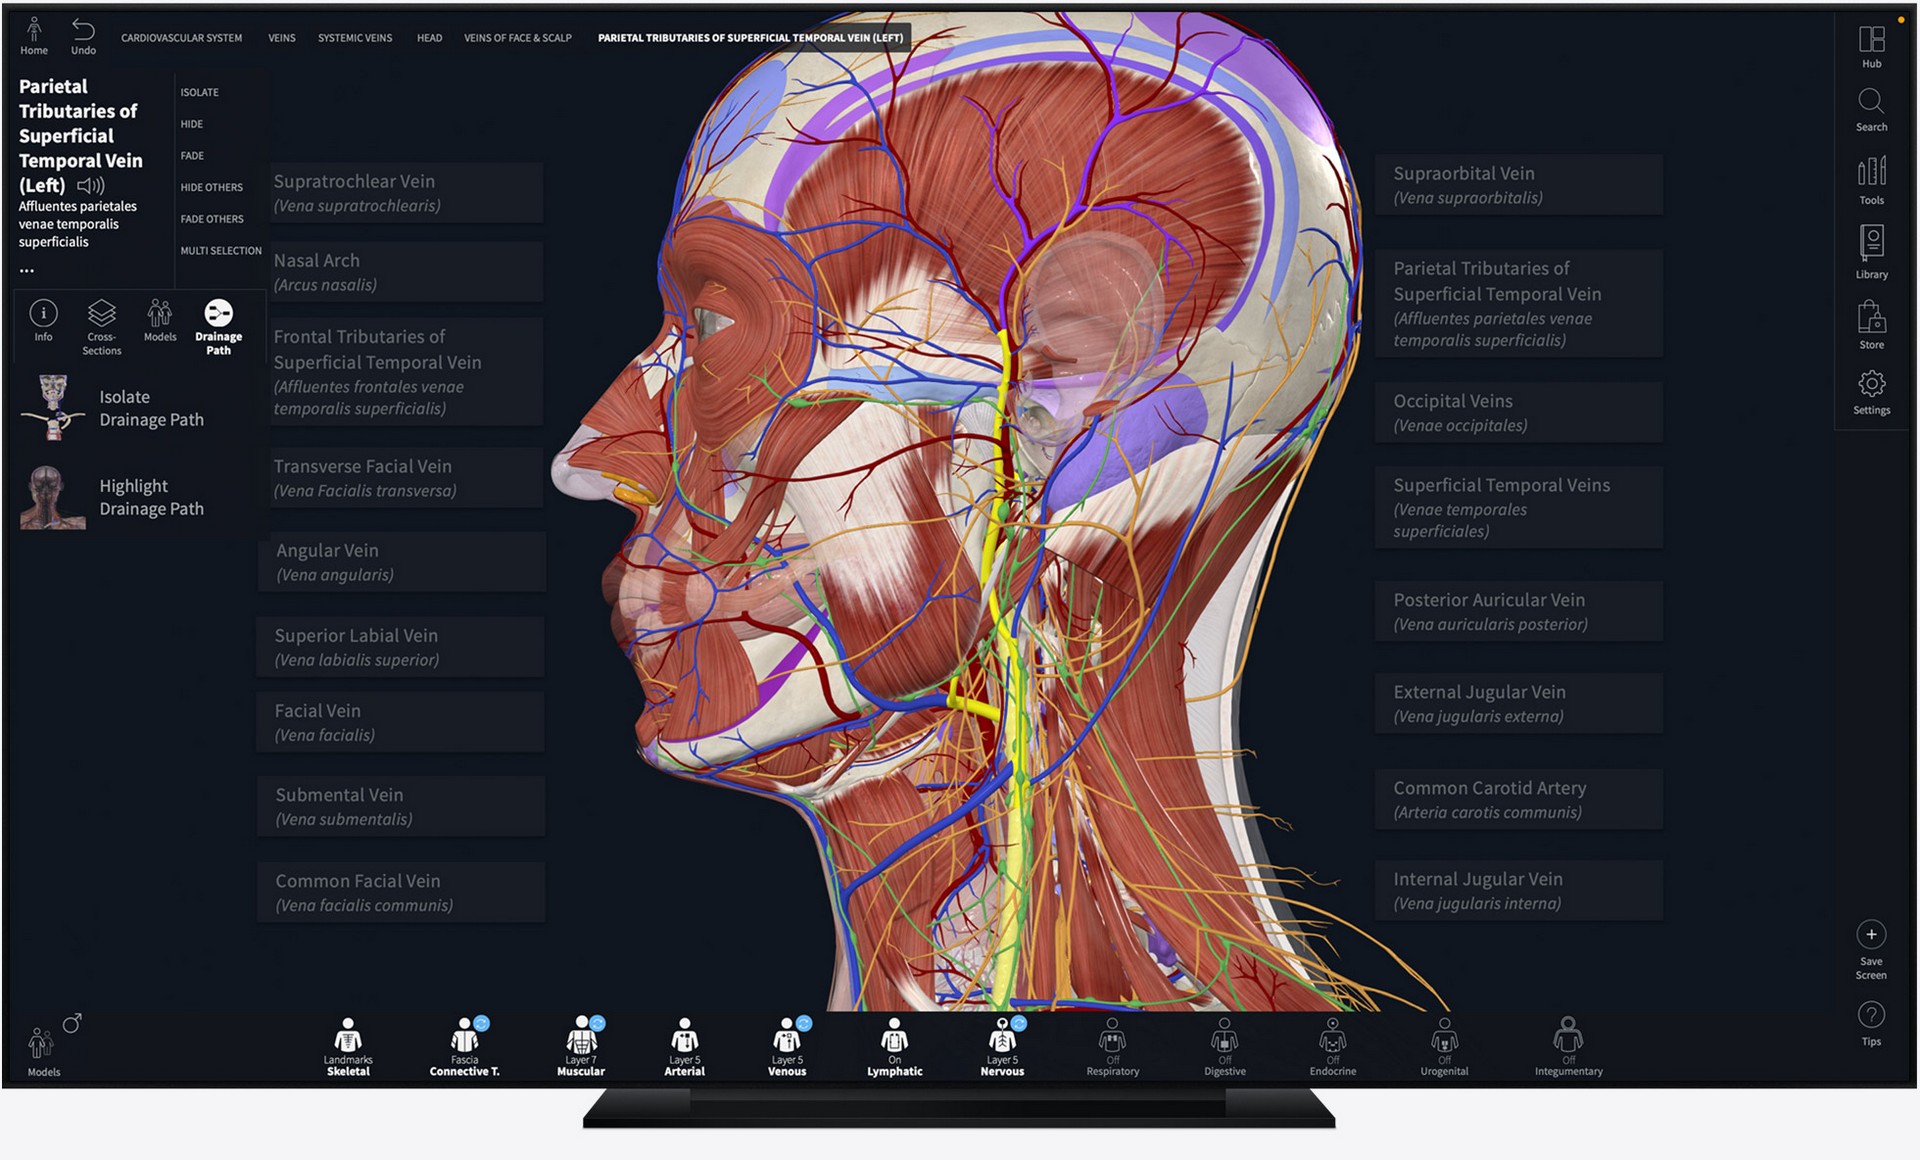 Home
Undo
CARDIOVASCULAR SYSTEM
VEINS
SYSTEMIC VEINS
HEAD
VEINS OF FACE & SCALP
PARIETAL TRIBUTARIES OF SUPERFICIAL TEMPORAL VEIN (LEFT)
Parietal
Tributaries of
Superficial
Temporal Vein
(Left)
Affluentes parietales
venae temporalis
superficialis
...
ISOLATE
HIDE
FADE
HIDE OTHERS
FADE OTHERS
MULTI SELECTION
Info
Cross-
Sections
Models
Drainage
Path
Isolate
Drainage Path
Highlight
Drainage Path
Supratrochlear Vein
(Vena supratrochlearis)
Nasal Arch
(Arcus nasalis)
Frontal Tributaries of
Superficial Temporal Vein
(Affluentes frontales venae
temporalis superficialis)
Transverse Facial Vein
(Vena Facialis transversa)
Angular Vein
(Vena angularis)
Superior Labial Vein
(Vena labialis superior)
Facial Vein
(Vena facialis)
Submental Vein
(Vena submentalis)
Common Facial Vein
(Vena facialis communis)
Supraorbital Vein
(Vena supraorbitalis)
Parietal Tributaries of
Superficial Temporal Vein
(Affluentes parietales venae
temporalis superficialis)
Occipital Veins
(Venae occipitales)
Superficial Temporal Veins
(Venae temporales
superficiales)
Posterior Auricular Vein
(Vena auricularis posterior)
External Jugular Vein
(Vena jugularis externa)
Common Carotid Artery
(Arteria carotis communis)
Internal Jugular Vein
(Vena jugularis interna)
Hub
Search
Tools
Library
Store
Settings
Save
Screen
Tips
Models
Landmarks
Skeletal
Fascia
Connective T.
Layer 7
Muscular
Layer 5
Arterial
Layer 5
Venous
On
Lymphatic
Layer 5
Nervous
Off
Respiratory
Off
Digestive
Off
Endocrine
Off
Urogenital
Off
Integumentary